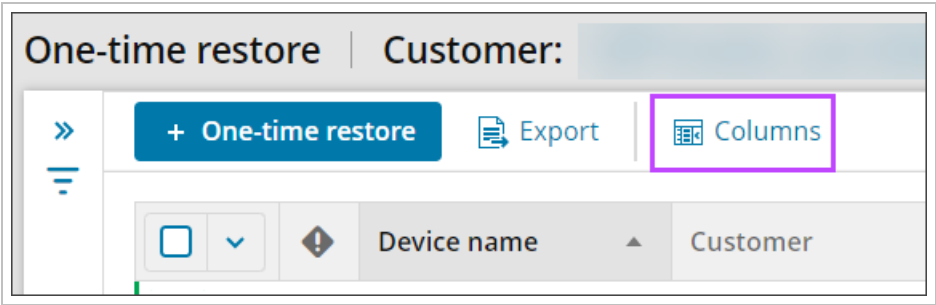 One-time restore | Customer:
+ One-time restore Export Columns
Device name Customer